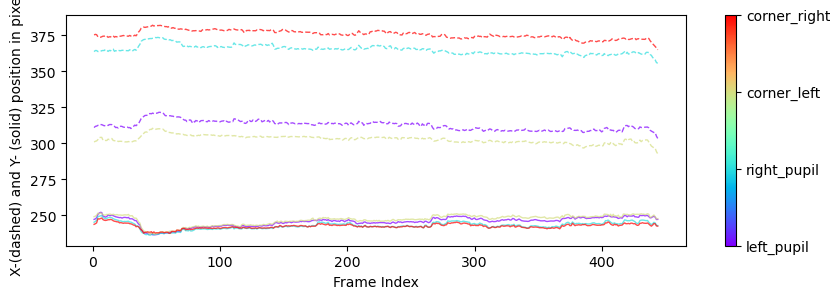 X-(dashed) and Y- (solid) position in pixe
375
350
325
300
275
250
0
100
200
300
400
Frame Index
corner_right
corner_left
right_pupil
left_pupil